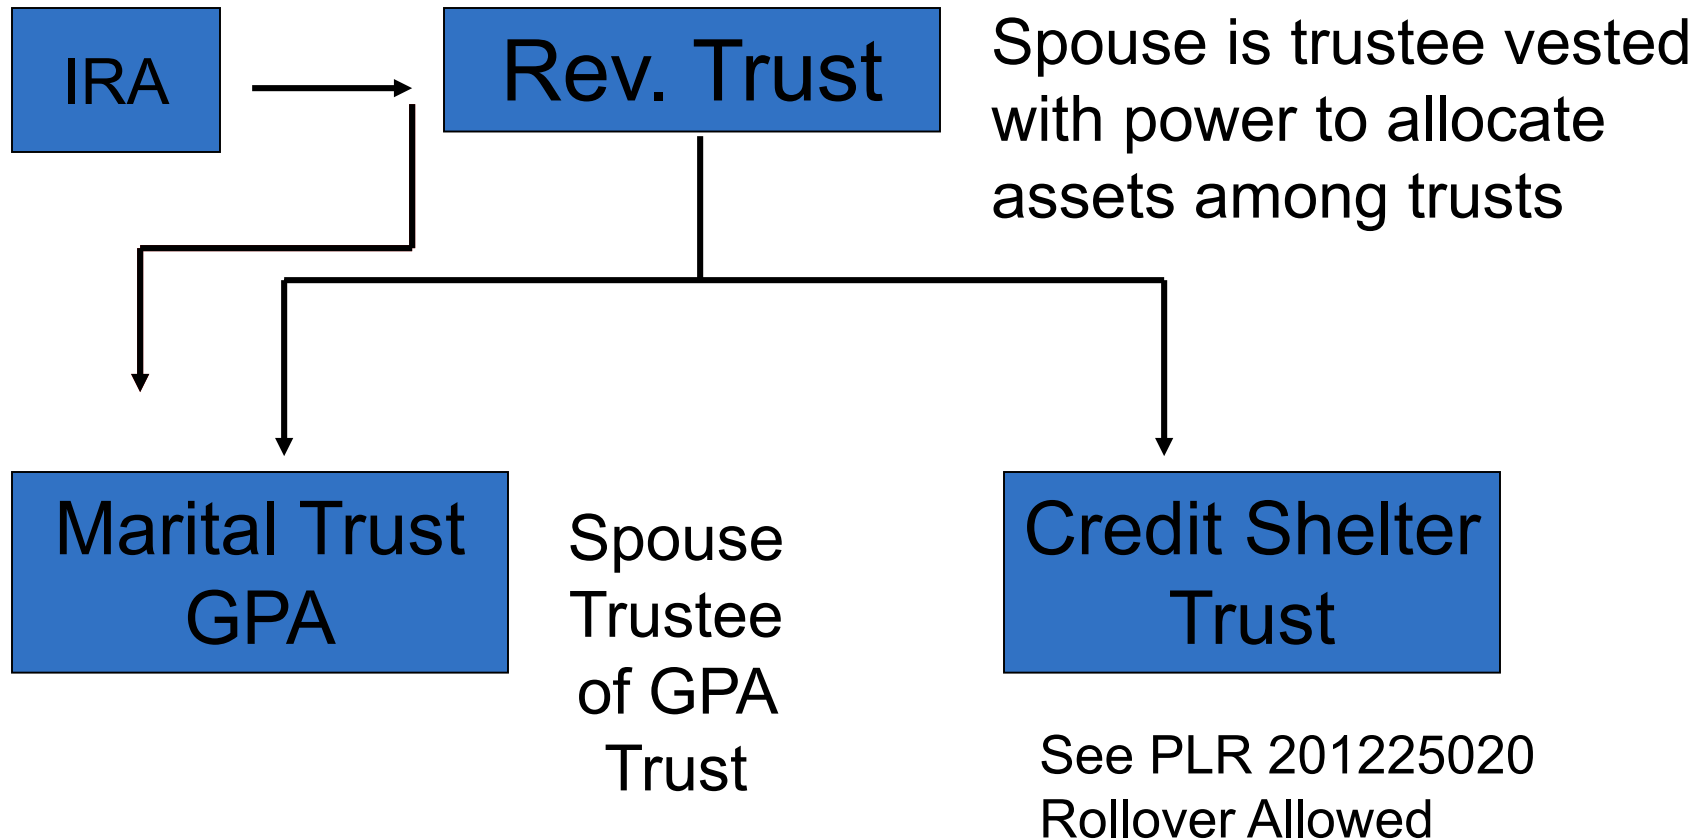 IRA
Rev. Trust
Spouse is trustee vested
with power to allocate
assets among trusts
Marital Trust
GPA
Spouse
Trustee
of GPA
Trust
Credit Shelter
Trust
See PLR 201225020
Rollover Allowed